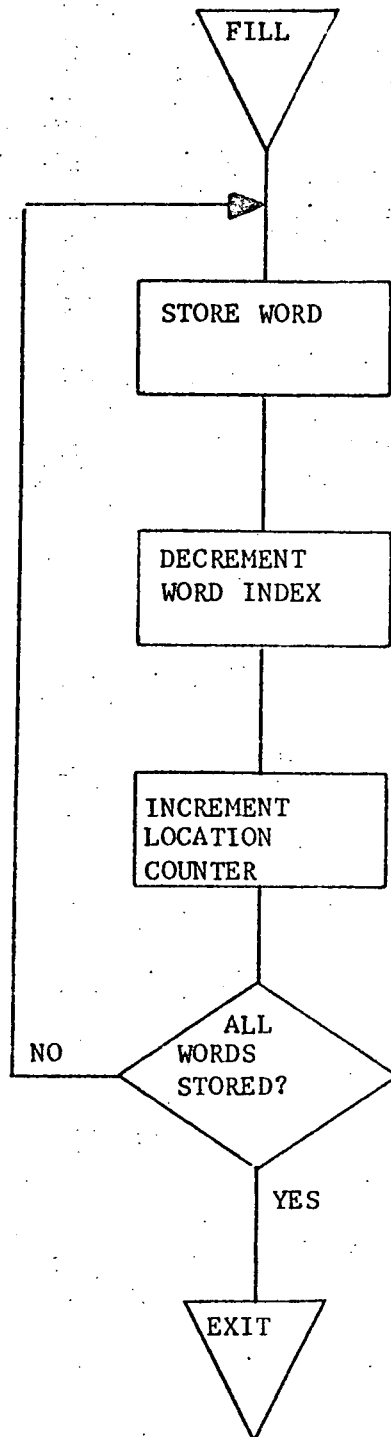 FILL
STORE WORD
DECREMENT
WORD INDEX
INCREMENT
LOCATION
COUNTER
ALL
WORDS
STORED?
NO
YES
EXIT